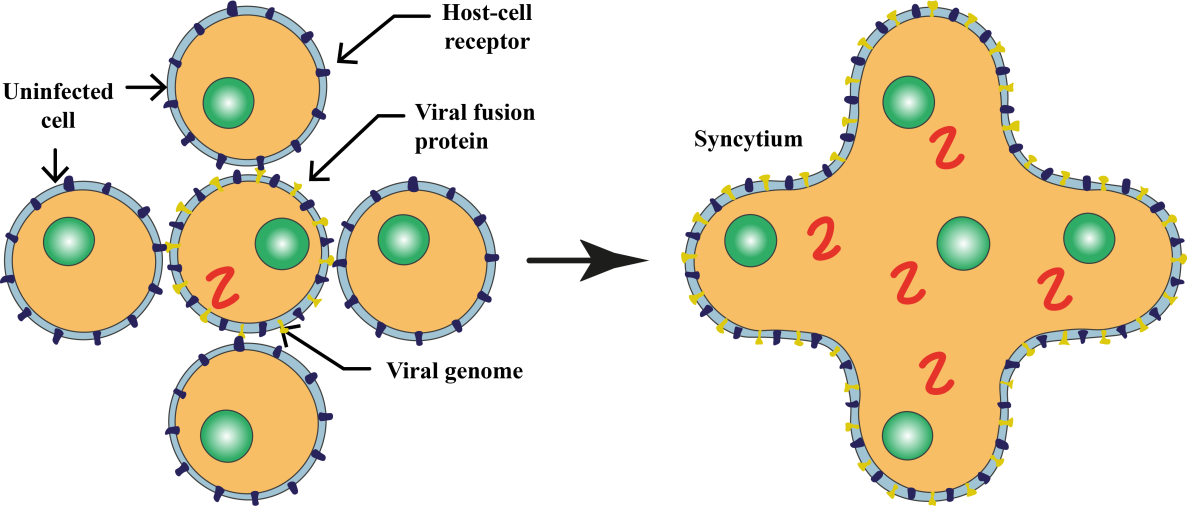 Host-cell
receptor
Uninfected
cell
Viral fusion
protein
Syncytium
Viral genome